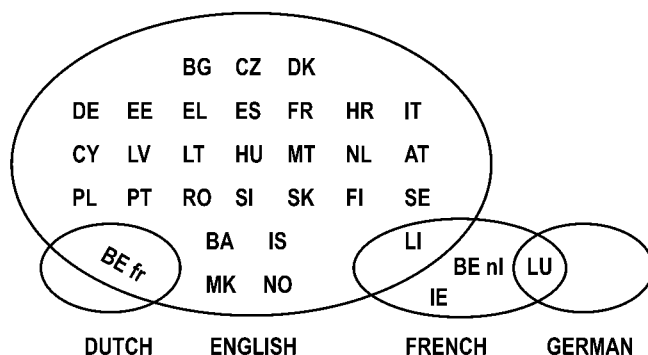 BG CZ DK
DE EE EL ES FR HR IT
CY LV LT HU MT NL AT
PL PT RO SI SK FI SE
BA IS LI
BE fr BE nl LU
MK NO IE
DUTCH ENGLISH FRENCH GERMAN